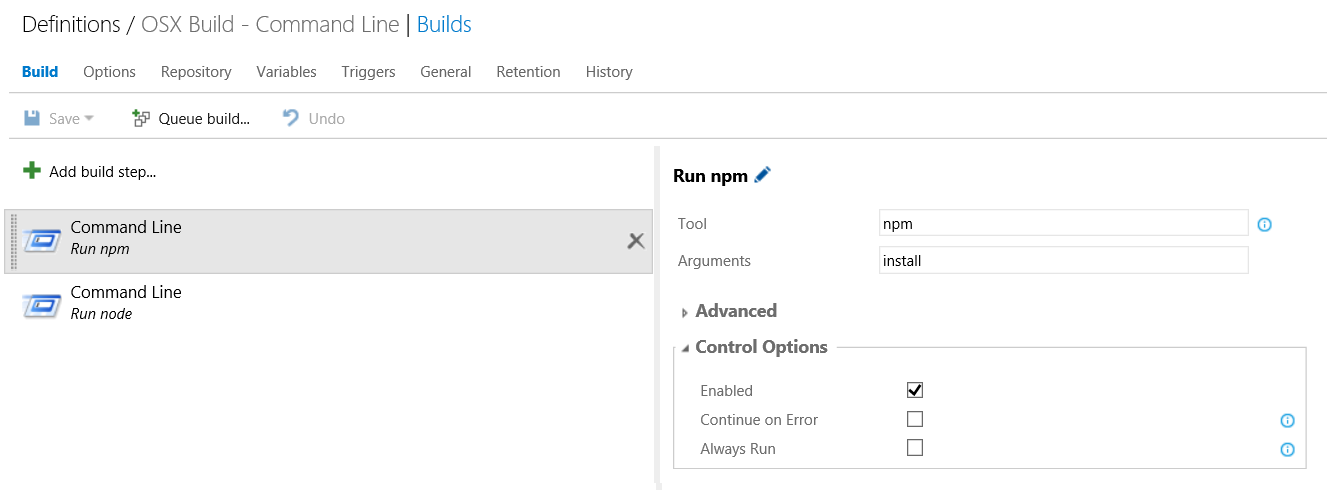 Definitions / OSX Build - Command Line | Builds
Build Options Repository Variables Triggers General Retention History
Save Queue build... Undo
Add build step...
Command Line
Run npm
Command Line
Run node
Run npm
Tool npm
Arguments install
Advanced
Control Options
Enabled
Continue on Error
Always Run